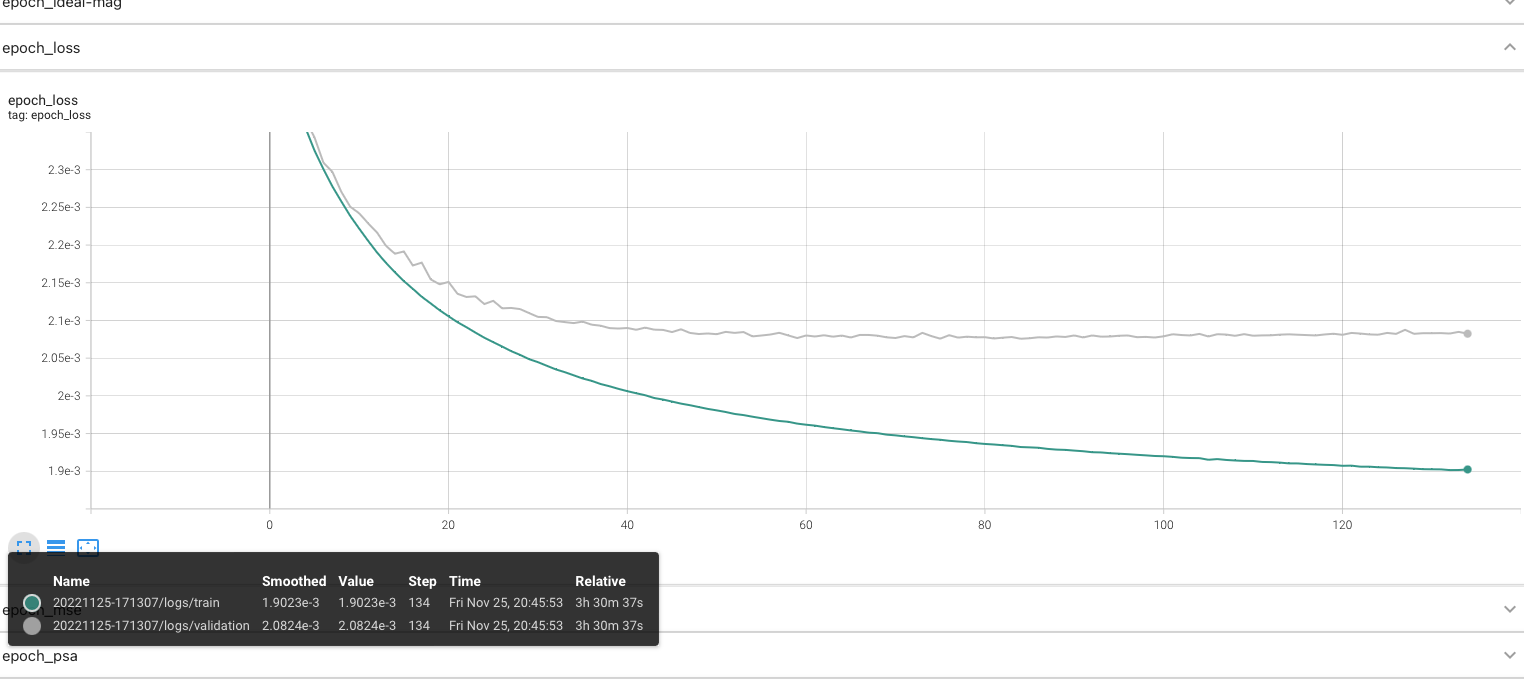 epoch_ideal-mag
epoch_loss
epoch_loss
tag: epoch_loss
2.3e-3
2.25e-3
2.2e-3
2.15e-3
2.1e-3
2.05e-3
2e-3
1.95e-3
1.9e-3
0 20 40 60 80 100 120
Name Smoothed Value Step Time Relative
20221125-171307/logs/train 1.9023e-3 1.9023e-3 134 Fri Nov 25, 20:45:53 3h 30m 37s
epoch_mse
20221125-171307/logs/validation 2.0824e-3 2.0824e-3 134 Fri Nov 25, 20:45:53 3h 30m 37s
epoch_psa